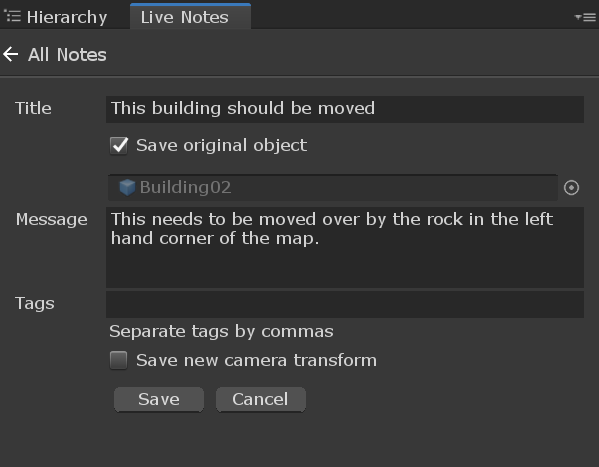 Hierarchy Live Notes
All Notes
Title This building should be moved
Save original object
Building02
Message This needs to be moved over by the rock in the left
hand corner of the map.
Tags
Separate tags by commas
Save new camera transform
Save Cancel